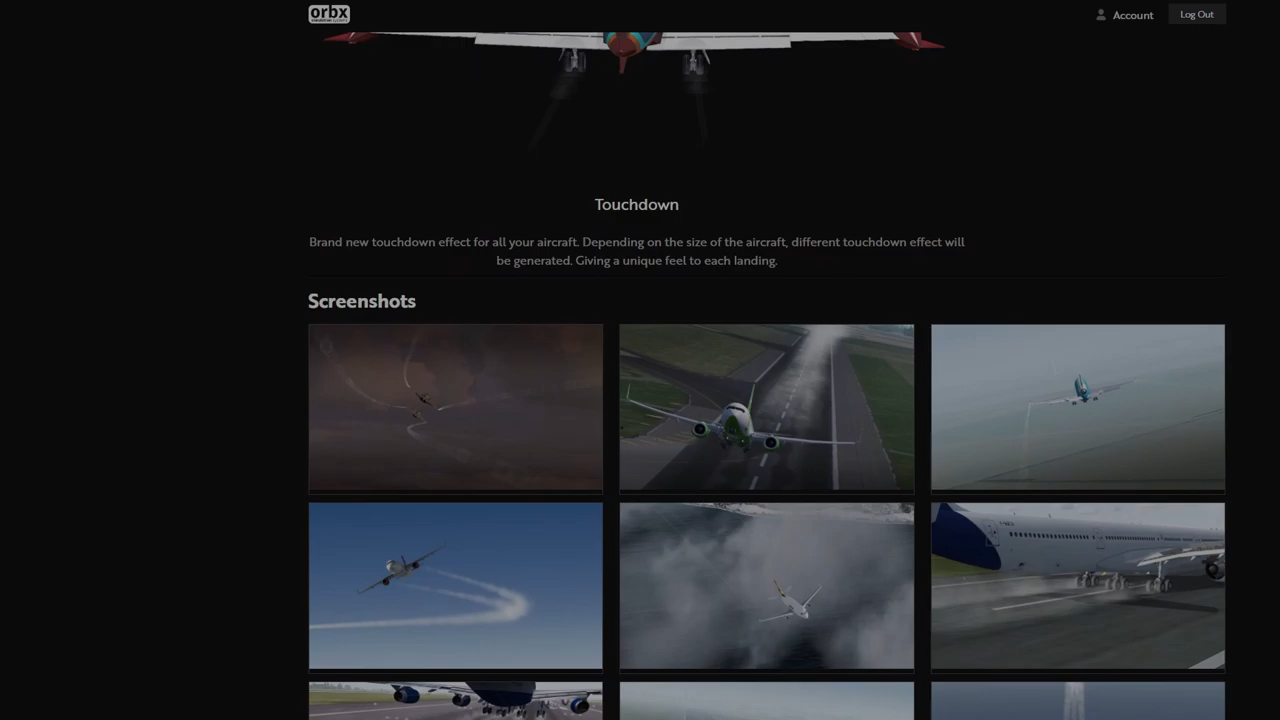 orbx
Account
Log Out
Touchdown
Brand new touchdown effect for all your aircraft. Depending on the size of the aircraft, different touchdown effect will
be generated. Giving a unique feel to each landing.
Screenshots